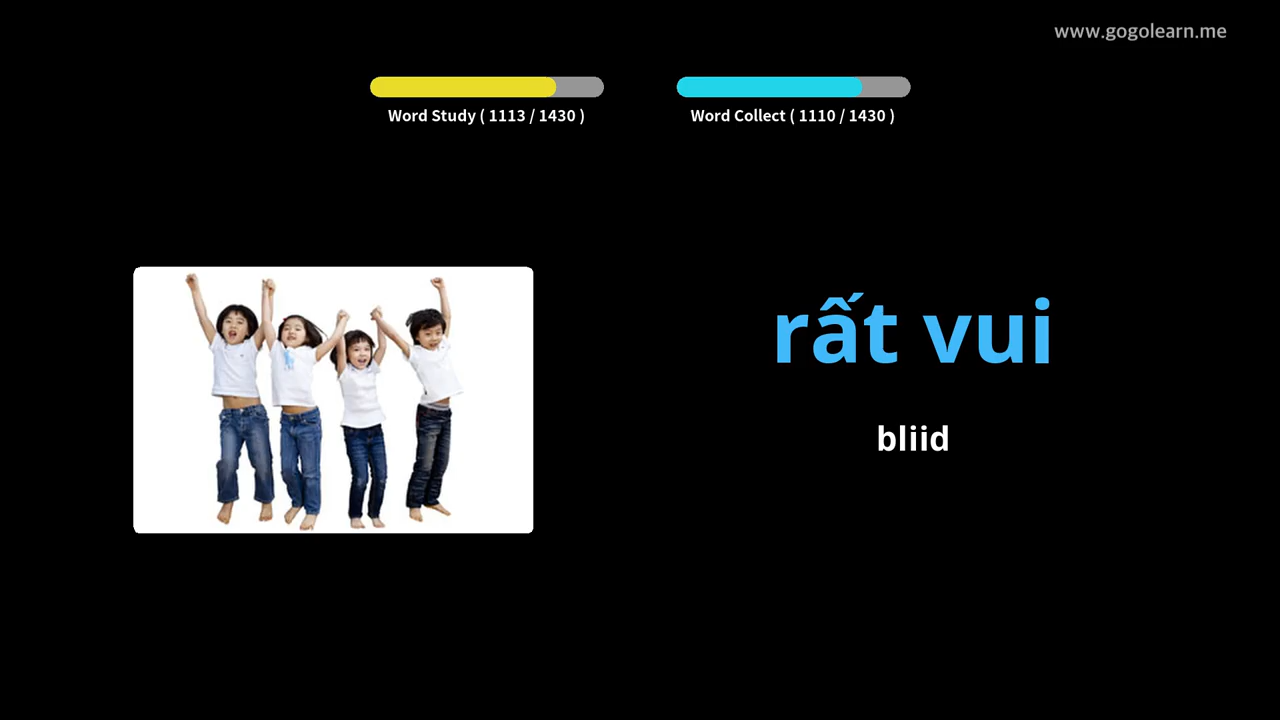 www.gogolearn.me
Word Study ( 1113 / 1430 )
Word Collect ( 1110 / 1430 )
rất vui
bliid